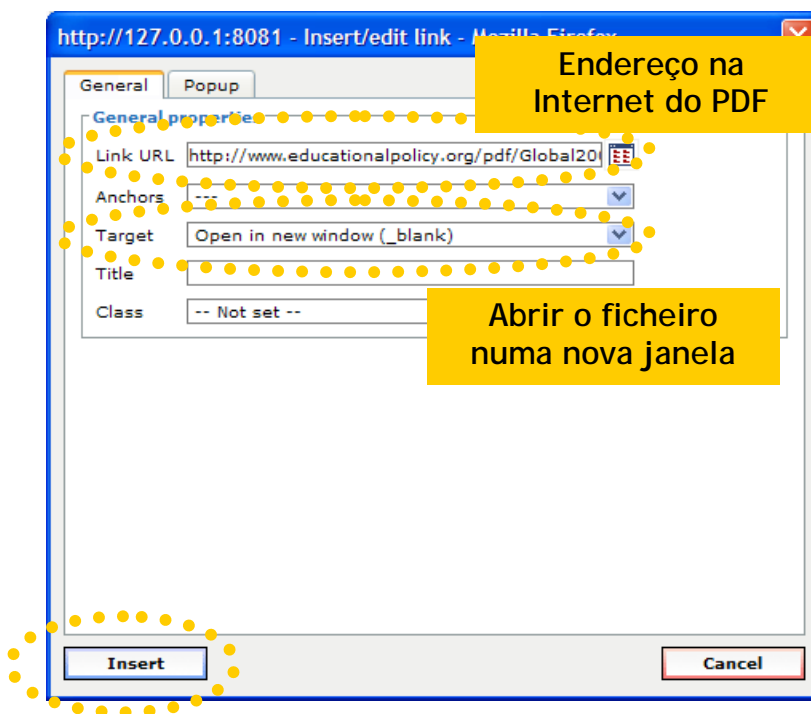 http://127.0.0.1:8081 - Insert/edit link - Mozilla Firefox
Endereço na
Internet do PDF
General Popup
General properties
Link URL http://www.educationalpolicy.org/pdf/Global20
Anchors ---
Target Open in new window (_blank)
Title
Class -- Not set --
Abrir o ficheiro
numa nova janela
Insert Cancel